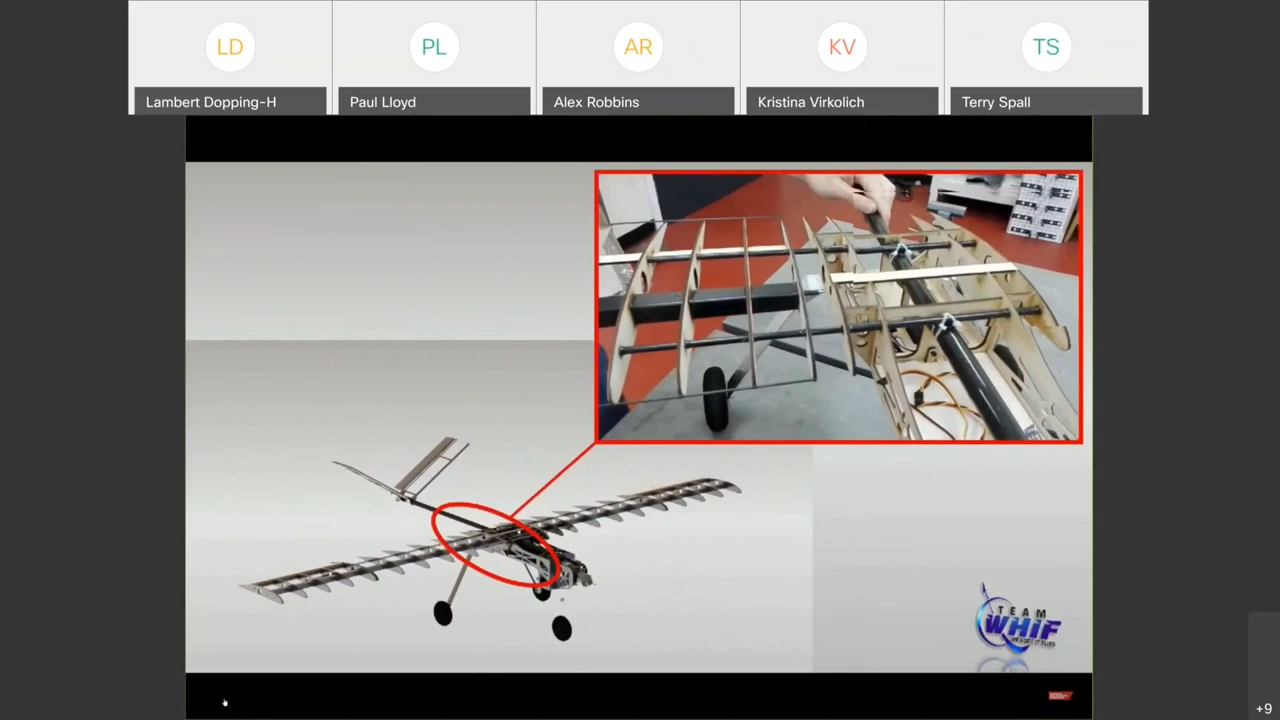 LD
PL
AR
KV
TS
Lambert Dopping-H
Paul Lloyd
Alex Robbins
Kristina Virkolich
Terry Spall
TEAM
WHIF
+9